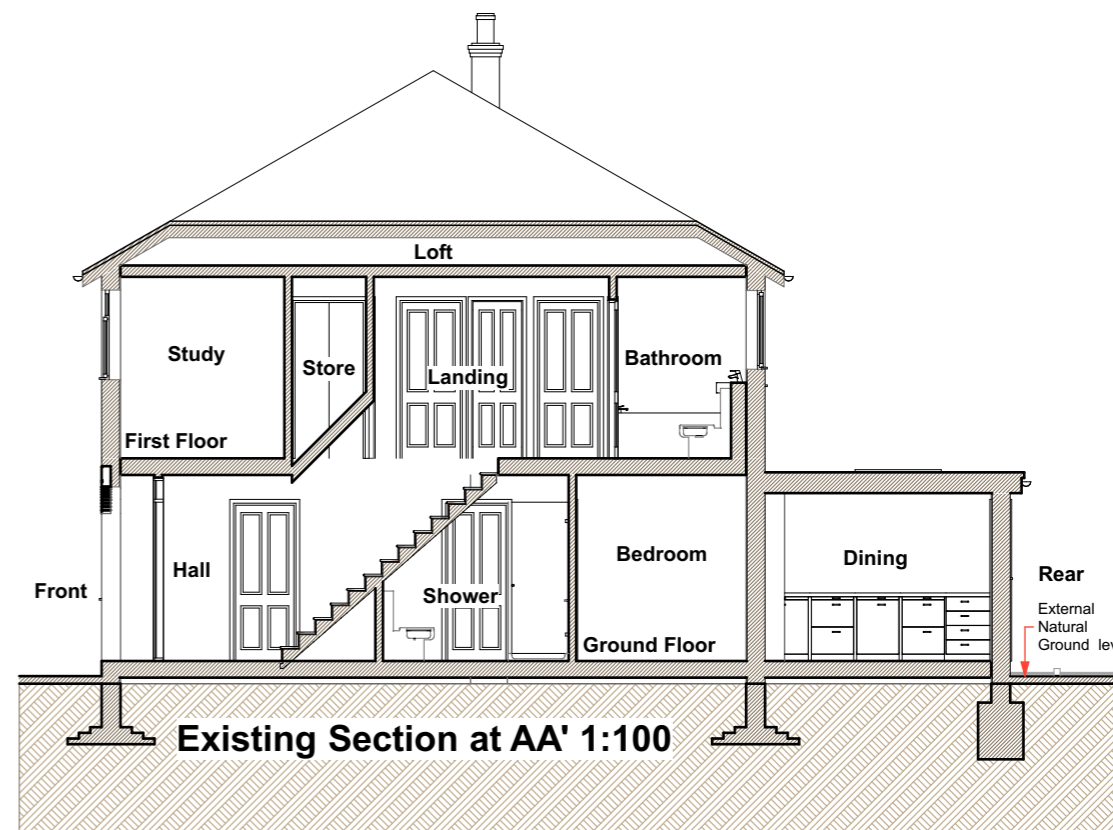 Loft
Study
Store
Landing
Bathroom
First Floor
Hall
Bedroom
Dining
Front
Shower
Rear
Ground Floor
External
Natural
Ground lev
Existing Section at AA' 1:100